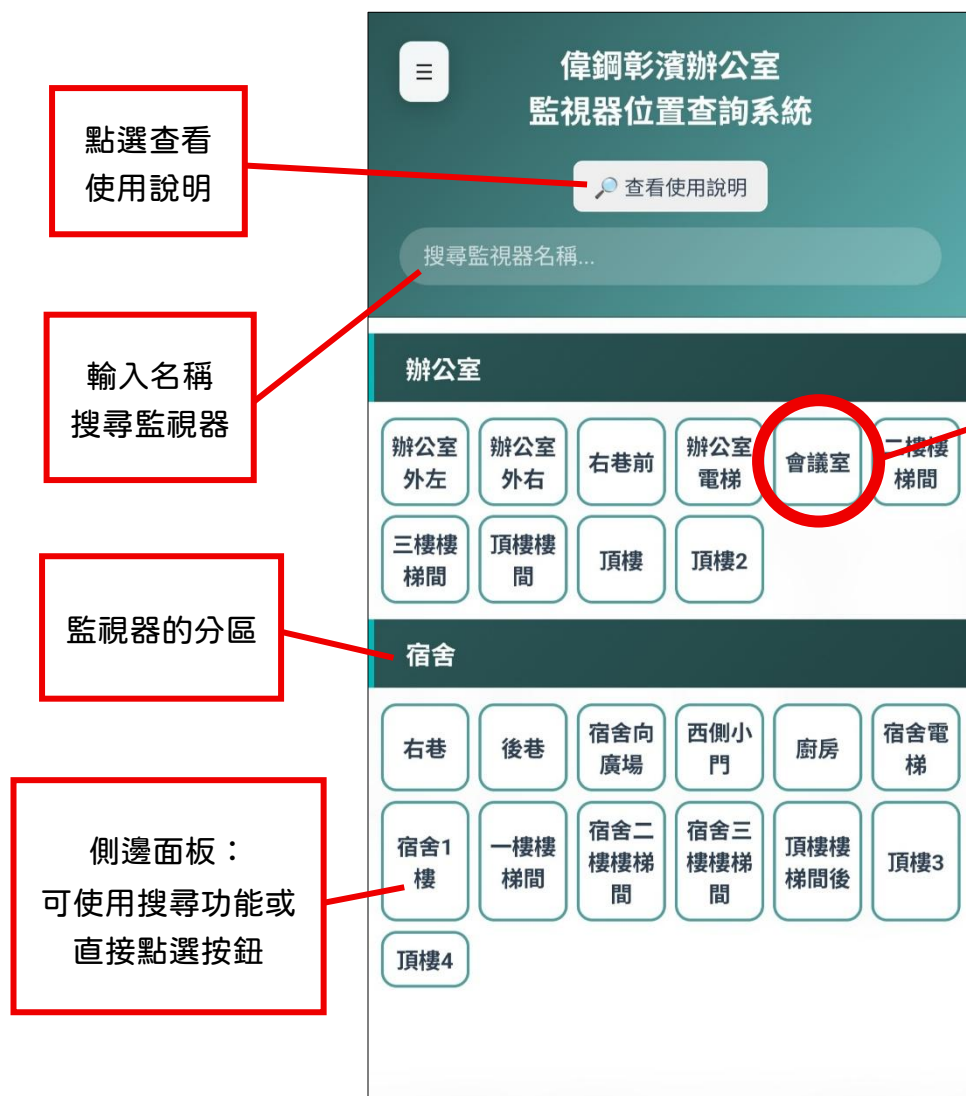 ☰
偉鋼彰濱辦公室
監視器位置查詢系統
🔎 查看使用說明
搜尋監視器名稱...
點選查看
使用說明
輸入名稱
搜尋監視器
監視器的分區
側邊面板：
可使用搜尋功能或
直接點選按鈕
辦公室
辦公室
外左
辦公室
外右
右巷前
辦公室
電梯
會議室
二樓樓
梯間
三樓樓
梯間
頂樓樓
間
頂樓
頂樓2
宿舍
右巷
後巷
宿舍向
廣場
西側小
門
廚房
宿舍電
梯
宿舍1
樓
一樓樓
梯間
宿舍二
樓樓梯
間
宿舍三
樓樓梯
間
頂樓樓
梯間後
頂樓3
頂樓4